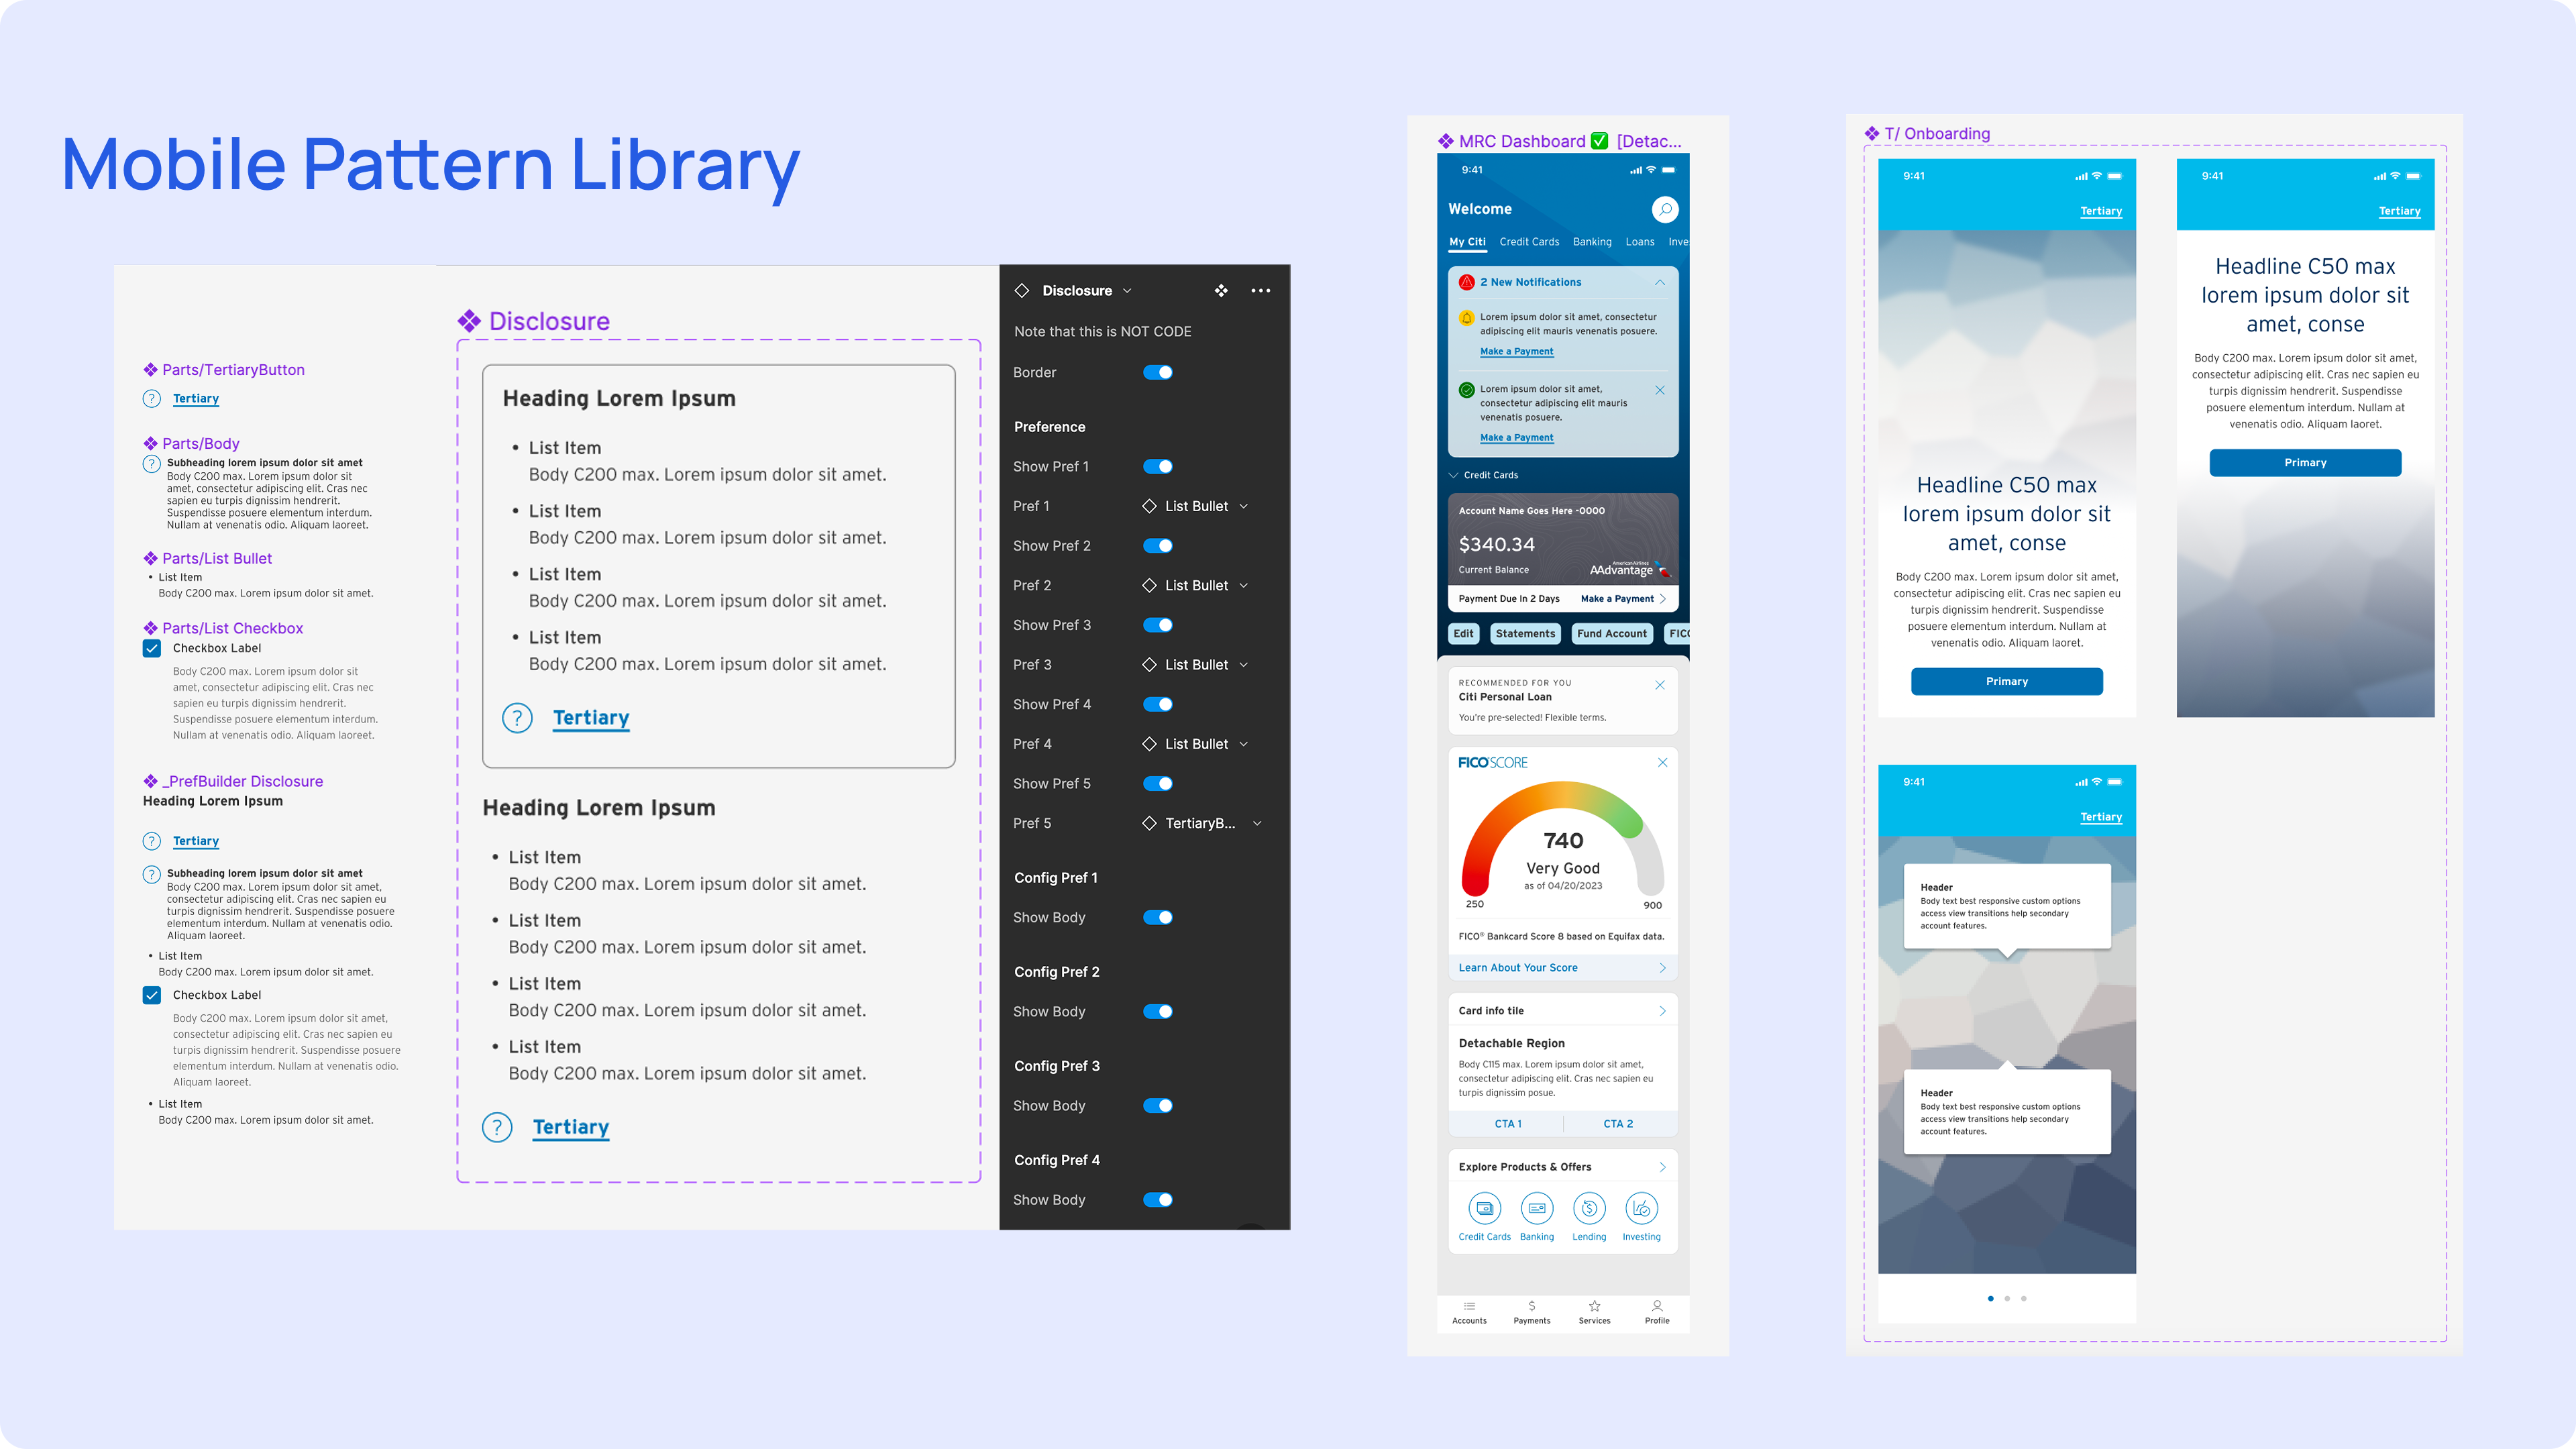 Mobile Pattern Library
Parts/TertiaryButton
? Tertiary
Parts/Body
? Subheading lorem ipsum dolor sit amet
Body C200 max. Lorem ipsum dolor sit
amet, consectetur adipiscing elit. Cras nec
sapien eu turpis dignissim hendrerit.
Suspendisse posuere elementum interdum.
Nullam at venenatis odio. Aliquam laoreet.
Parts/List Bullet
• List Item
Body C200 max. Lorem ipsum dolor sit amet.
Parts/List Checkbox
Checkbox Label
Body C200 max. Lorem ipsum dolor sit
amet, consectetur adipiscing elit. Cras nec
sapien eu turpis dignissim hendrerit.
Suspendisse posuere elementum interdum.
Nullam at venenatis odio. Aliquam laoreet.
_PrefBuilder Disclosure
Heading Lorem Ipsum
? Tertiary
? Subheading lorem ipsum dolor sit amet
Body C200 max. Lorem ipsum dolor sit amet,
consectetur adipiscing elit. Cras nec sapien eu
turpis dignissim hendrerit. Suspendisse posuere
elementum interdum. Nullam at venenatis odio.
Aliquam laoreet.
• List Item
Body C200 max. Lorem ipsum dolor sit amet.
Checkbox Label
Body C200 max. Lorem ipsum dolor sit amet,
consectetur adipiscing elit. Cras nec sapien eu
turpis dignissim hendrerit. Suspendisse posuere
elementum interdum. Nullam at venenatis odio.
Aliquam laoreet.
• List Item
Body C200 max. Lorem ipsum dolor sit amet.
Disclosure
Heading Lorem Ipsum
• List Item
Body C200 max. Lorem ipsum dolor sit amet.
• List Item
Body C200 max. Lorem ipsum dolor sit amet.
• List Item
Body C200 max. Lorem ipsum dolor sit amet.
• List Item
Body C200 max. Lorem ipsum dolor sit amet.
? Tertiary
Heading Lorem Ipsum
• List Item
Body C200 max. Lorem ipsum dolor sit amet.
• List Item
Body C200 max. Lorem ipsum dolor sit amet.
• List Item
Body C200 max. Lorem ipsum dolor sit amet.
• List Item
Body C200 max. Lorem ipsum dolor sit amet.
? Tertiary
Disclosure
Note that this is NOT CODE
Border
Preference
Show Pref 1
Pref 1 List Bullet
Show Pref 2
Pref 2 List Bullet
Show Pref 3
Pref 3 List Bullet
Show Pref 4
Pref 4 List Bullet
Show Pref 5
Pref 5 TertiaryB...
Config Pref 1
Show Body
Config Pref 2
Show Body
Config Pref 3
Show Body
Config Pref 4
Show Body
MRC Dashboard ✅ [Detac...
9:41
Welcome
My Citi Credit Cards Banking Loans Inve
2 New Notifications
Lorem ipsum dolor sit amet, consectetur
adipiscing elit mauris venenatis posuere.
Make a Payment
Lorem ipsum dolor sit amet,
consectetur adipiscing elit mauris
venenatis posuere.
Make a Payment
Credit Cards
Account Name Goes Here -0000
$340.34
Current Balance
American Airlines
AAdvantage
Payment Due In 2 Days Make a Payment
Edit Statements Fund Account FICO
RECOMMENDED FOR YOU
Citi Personal Loan
You're pre-selected! Flexible terms.
FICO SCORE
740
Very Good
as of 04/20/2023
250 900
FICO® Bankcard Score 8 based on Equifax data.
Learn About Your Score
Card info tile
Detachable Region
Body C115 max. Lorem ipsum dolor sit amet,
consectetur adipiscing elit. Cras nec sapien eu
turpis dignissim posue.
CTA 1 CTA 2
Explore Products & Offers
Credit Cards Banking Lending Investing
Accounts Payments Services Profile
T/ Onboarding
9:41
Tertiary
Headline C50 max
lorem ipsum dolor sit
amet, conse
Body C200 max. Lorem ipsum dolor sit amet,
consectetur adipiscing elit. Cras nec sapien eu
turpis dignissim hendrerit. Suspendisse
posuere elementum interdum. Nullam at
venenatis odio. Aliquam laoret.
Primary
9:41
Tertiary
Headline C50 max
lorem ipsum dolor sit
amet, conse
Body C200 max. Lorem ipsum dolor sit amet,
consectetur adipiscing elit. Cras nec sapien eu
turpis dignissim hendrerit. Suspendisse
posuere elementum interdum. Nullam at
venenatis odio. Aliquam laoret.
Primary
9:41
Tertiary
Header
Body text best responsive custom options
access view transitions help secondary
account features.
Header
Body text best responsive custom options
access view transitions help secondary
account features.